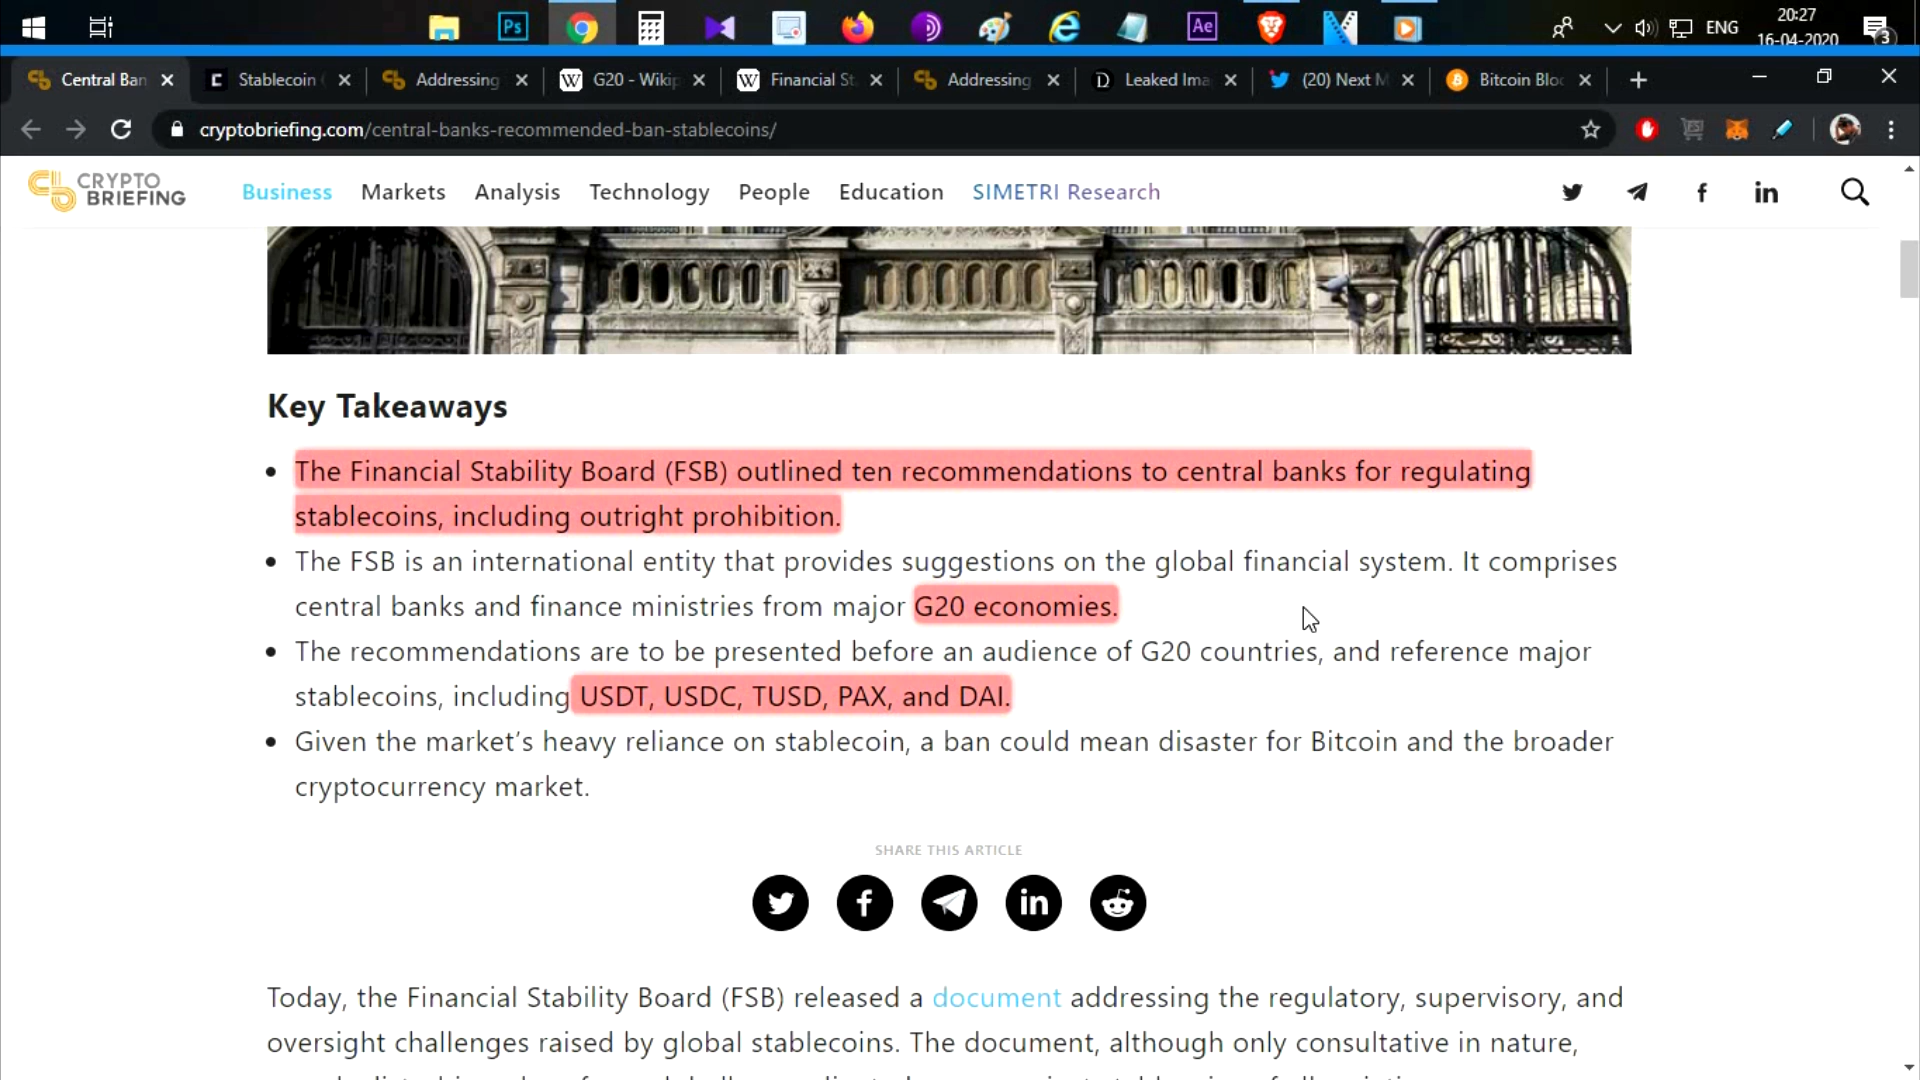 Ps
Ae
ENG
20:27
16-04-2020
3
Central Ban
Stablecoin
Addressing
W G20 - Wikip
W Financial St
Addressing
D Leaked Ima
(20) Next M
Bitcoin Bloc
cryptobriefing.com/central-banks-recommended-ban-stablecoins/
CRYPTO
BRIEFING
Business Markets Analysis Technology People Education SIMETRI Research
Key Takeaways
The Financial Stability Board (FSB) outlined ten recommendations to central banks for regulating
stablecoins, including outright prohibition.
The FSB is an international entity that provides suggestions on the global financial system. It comprises
central banks and finance ministries from major G20 economies.
The recommendations are to be presented before an audience of G20 countries, and reference major
stablecoins, including USDT, USDC, TUSD, PAX, and DAI.
Given the market’s heavy reliance on stablecoin, a ban could mean disaster for Bitcoin and the broader
cryptocurrency market.
SHARE THIS ARTICLE
Today, the Financial Stability Board (FSB) released a document addressing the regulatory, supervisory, and
oversight challenges raised by global stablecoins. The document, although only consultative in nature,